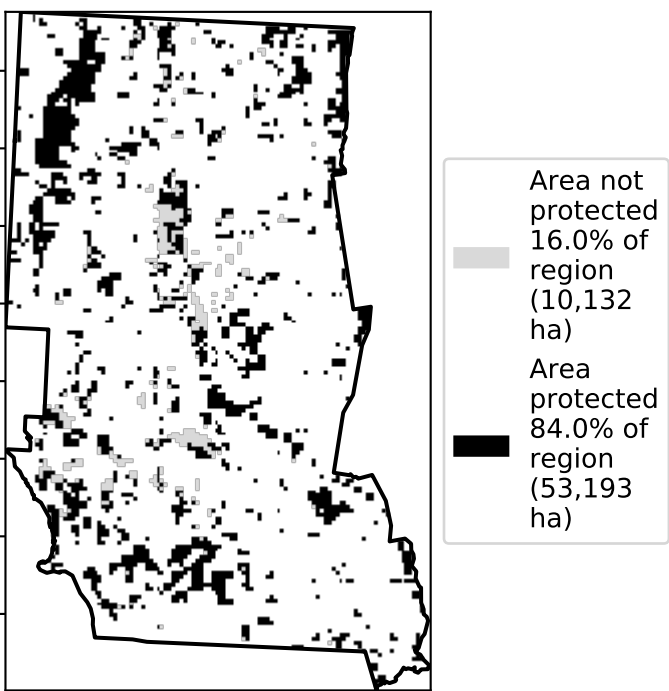 Area not
protected
16.0% of
region
(10,132
ha)
Area
protected
84.0% of
region
(53,193
ha)